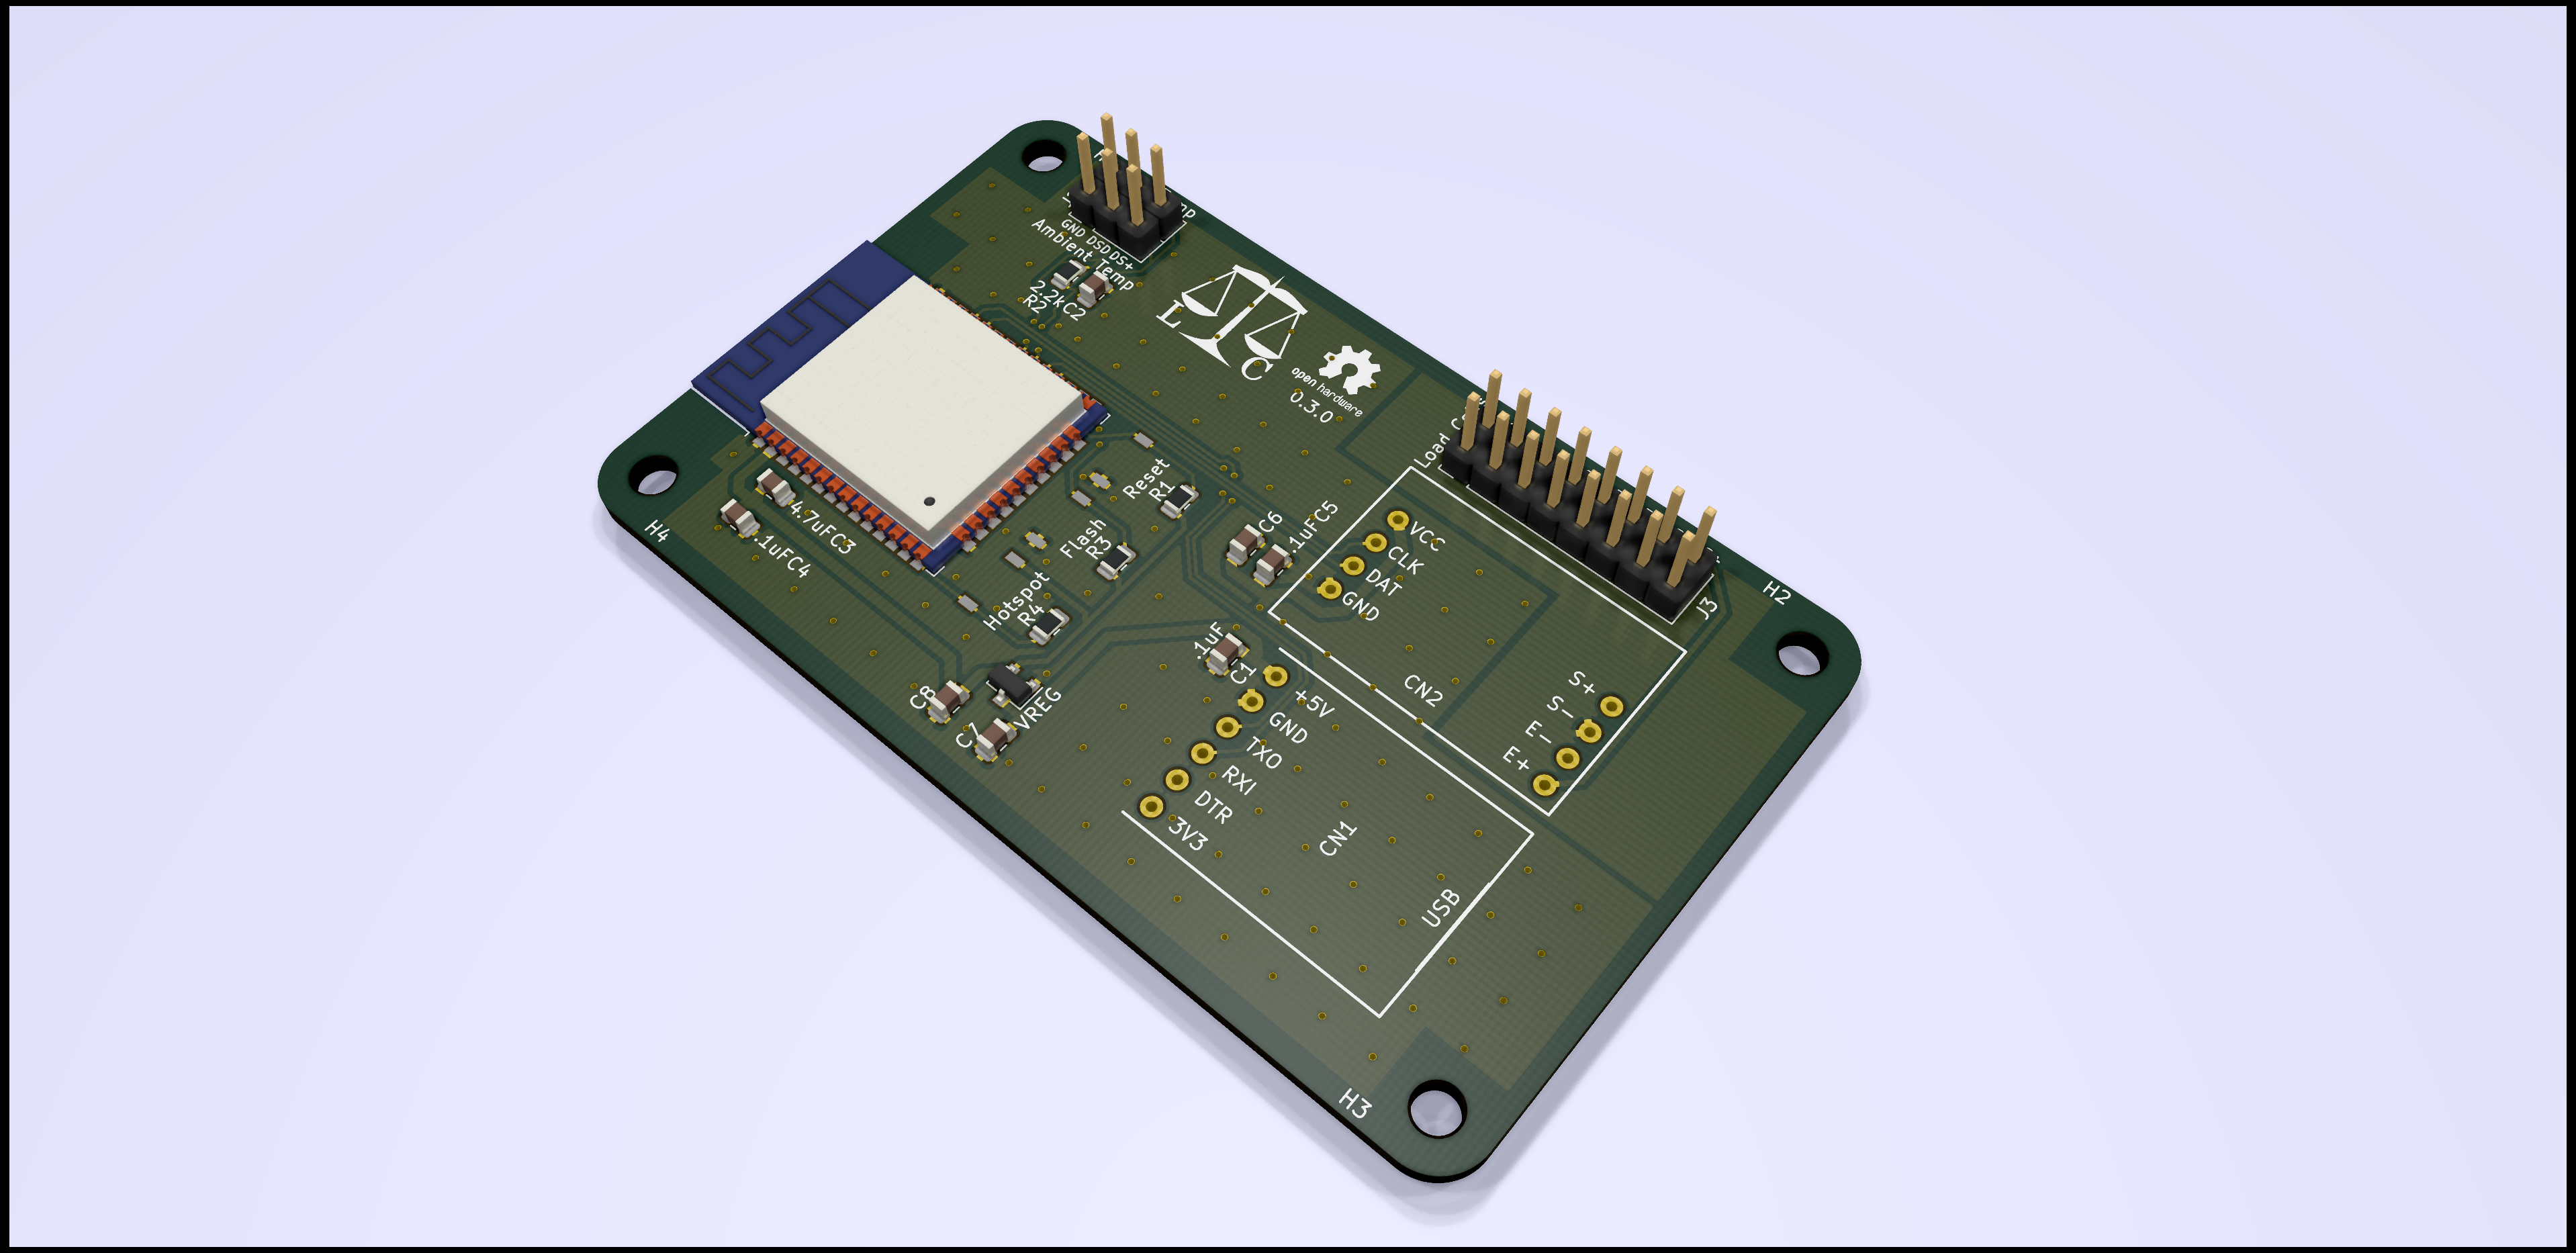 GND DSD DS+
Ambient Temp
2.2k C2
R2
L C
open hardware
0.3.0
Load
J3
H2
Reset
R1
Flash
R3
Hotspot
R4
4.7uF C3
.1uF C4
H4
C6
.1uF C5
VCC
CLK
DAT
GND
CN2
S+
S-
E-
E+
.1uF
C1
+5V
GND
TXO
RXI
DTR
3V3
CN1
USB
C8
C7
VREG
H3